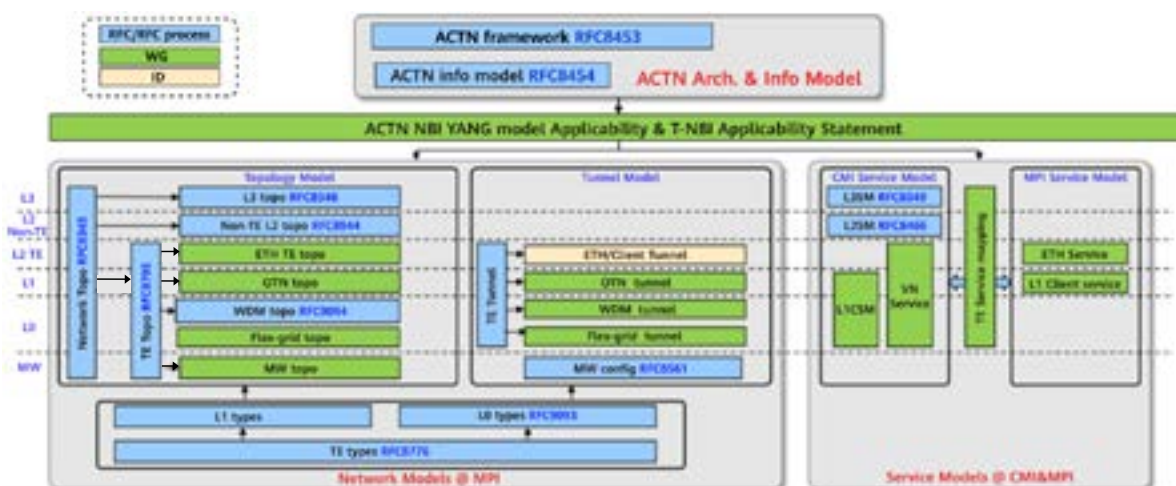 RFC/RFC process
WG
ID
ACTN framework RFC8453
ACTN info model RFC8454
ACTN Arch. & Info Model
ACTN NBI YANG model Applicability & T-NBI Applicability Statement
Topology Model
Tunnel Model
CMI Service Model
MPI Service Model
L3
L2
Non-TE
L2 TE
L1
L0
MW
Network Topo RFC8345
TE Topo RFC8795
L3 topo RFC8346
Non-TE L2 topo RFC8944
ETH TE topo
OTN topo
WDM topo RFC9094
Flex-grid topo
MW topo
TE Tunnel
ETH/Client Tunnel
OTN tunnel
WDM tunnel
Flex-grid tunnel
MW config RFC8561
L3SM
L2SM RFC8466
L1CSM
VN Service
TE Service mapping
ETH Service
L1 Client service
L1 types
L0 types RFC9093
TE types RFC8776
Network Models @ MPI
Service Models @ CMI&MPI